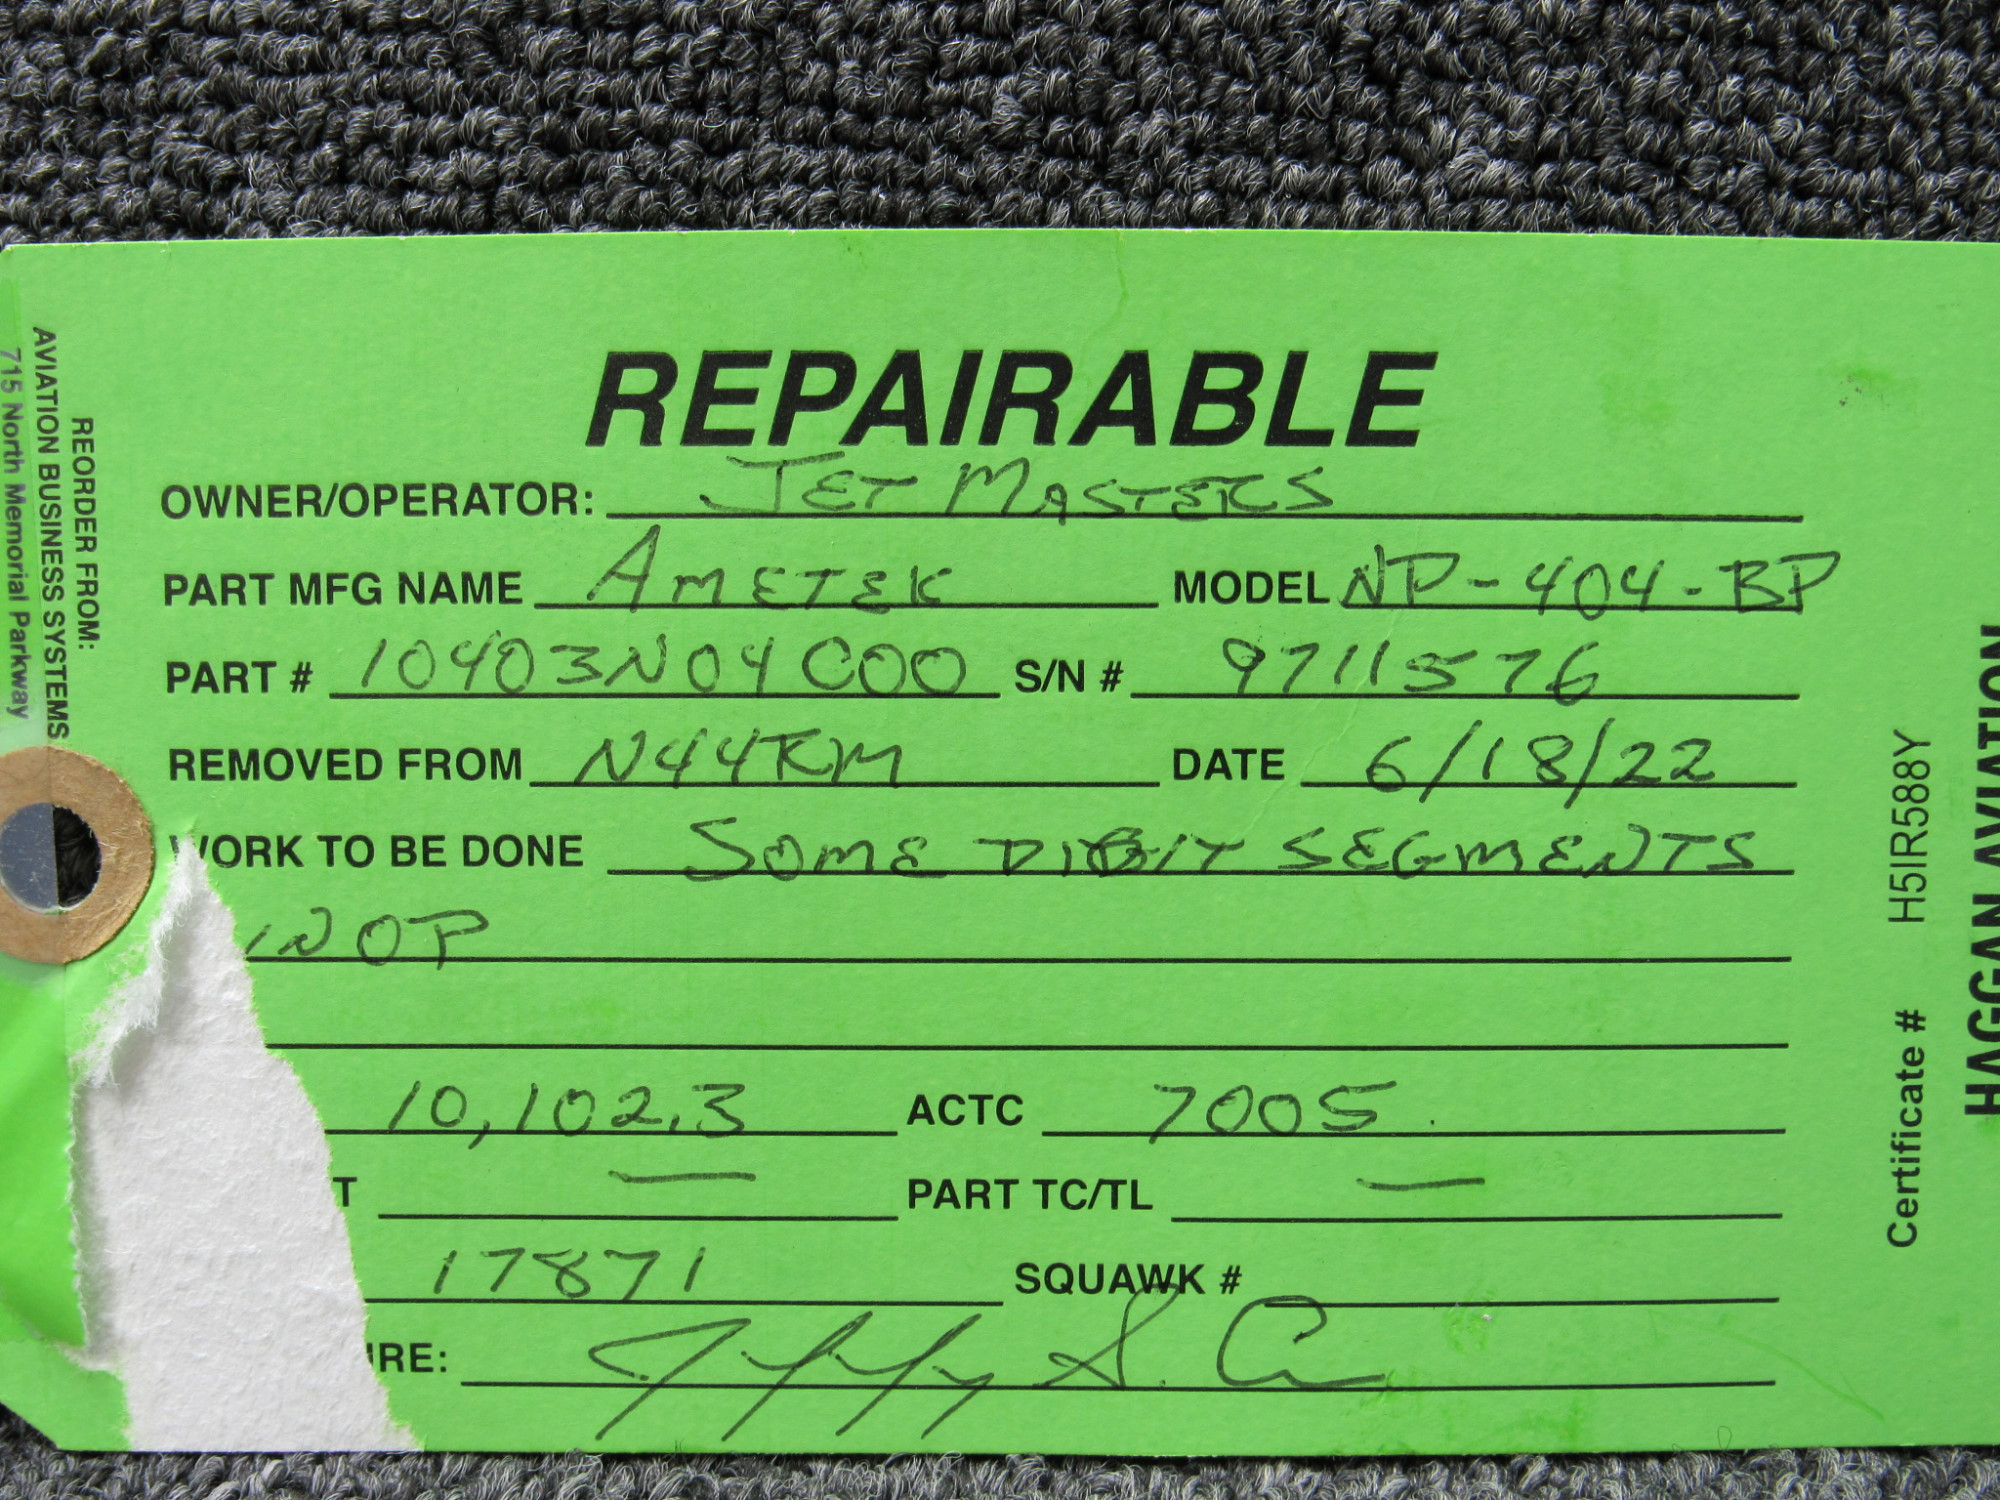 REPAIRABLE
OWNER/OPERATOR: JET MASTERS
PART MFG NAME AMETEK MODEL NP-404-BP
PART # 10403N04C00 S/N # 9711576
REMOVED FROM N44KM DATE 6/18/22
WORK TO BE DONE SOME DIGIT SEGMENTS
INOP
10,102.3 ACTC 7005
T — PART TC/TL —
17871 SQUAWK #
URE:
REORDER FROM:
AVIATION BUSINESS SYSTEMS
715 North Memorial Parkway
Certificate # H5IR588Y
HAGGAN AVIATION